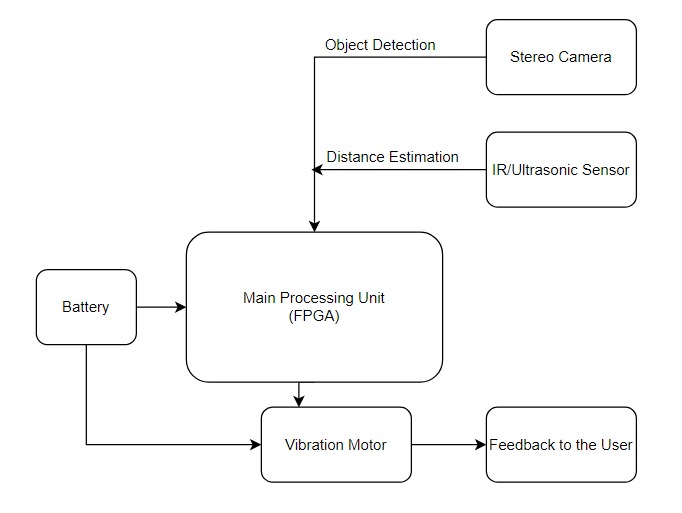 Object Detection
Stereo Camera
Distance Estimation
IR/Ultrasonic Sensor
Main Processing Unit
(FPGA)
Battery
Vibration Motor
Feedback to the User